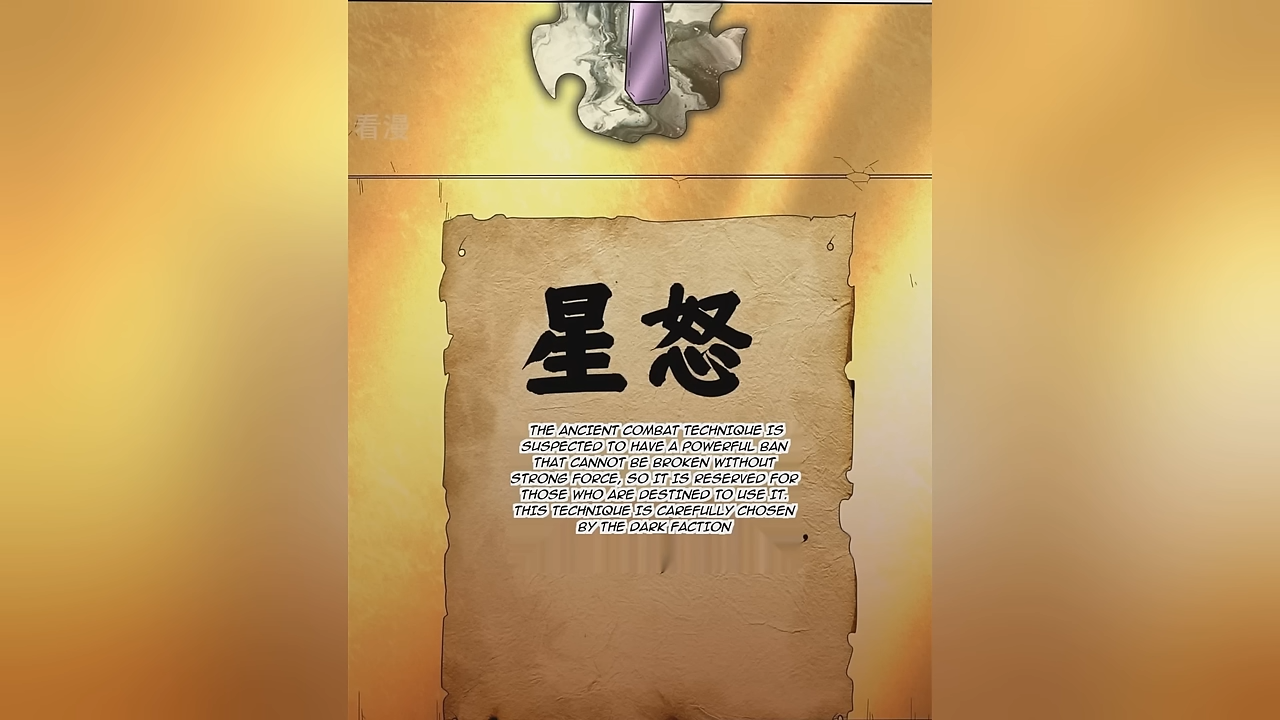 看漫
星怒
THE ANCIENT COMBAT TECHNIQUE IS
SUSPECTED TO HAVE A POWERFUL BAN
THAT CANNOT BE BROKEN WITHOUT
STRONG FORCE, SO IT IS RESERVED FOR
THOSE WHO ARE DESTINED TO USE IT.
THIS TECHNIQUE IS CAREFULLY CHOSEN
BY THE DARK FACTION